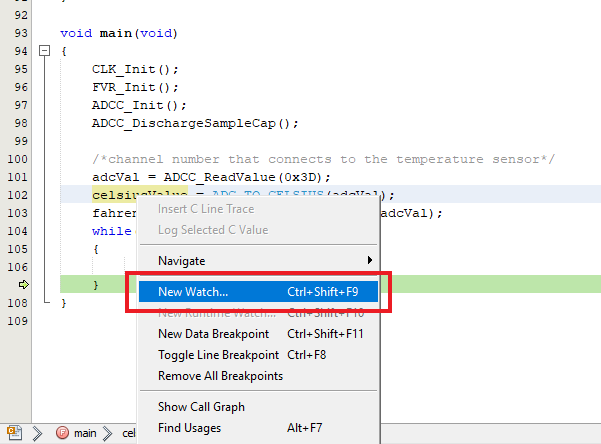 92
93 void main(void)
94 {
95 CLK_Init();
96 FVR_Init();
97 ADCC_Init();
98 ADCC_DischargeSampleCap();
99
100 /*channel number that connects to the temperature sensor*/
101 adcVal = ADCC_ReadValue(0x3D);
102 celsiusValue = ADC_TO_CELSIUS(adcVal);
103 fahren adcVal);
104 while
105 {
106
}
108 }
109
Insert C Line Trace
Log Selected C Value
Navigate
New Watch... Ctrl+Shift+F9
New Runtime Watch... Ctrl+Shift+F10
New Data Breakpoint Ctrl+Shift+F11
Toggle Line Breakpoint Ctrl+F8
Remove All Breakpoints
Show Call Graph
Find Usages Alt+F7
main cel